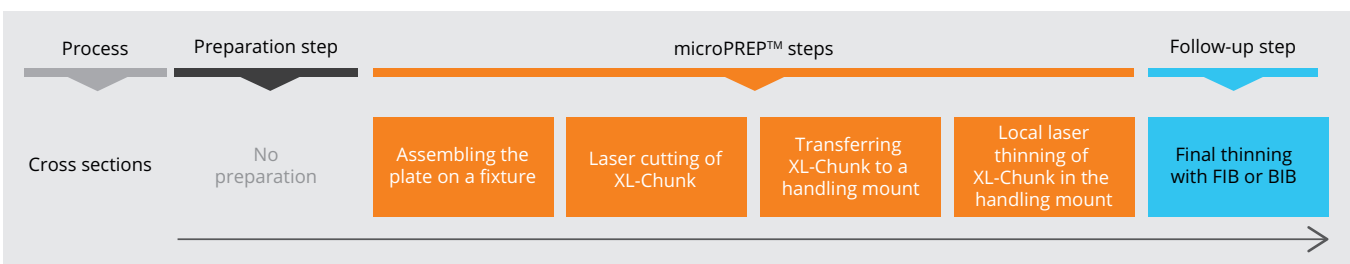 Process
Preparation step
microPREP™ steps
Follow-up step
Cross sections
No
preparation
Assembling the
plate on a fixture
Laser cutting of
XL-Chunk
Transferring
XL-Chunk to a
handling mount
Local laser
thinning of
XL-Chunk in the
handling mount
Final thinning
with FIB or BIB